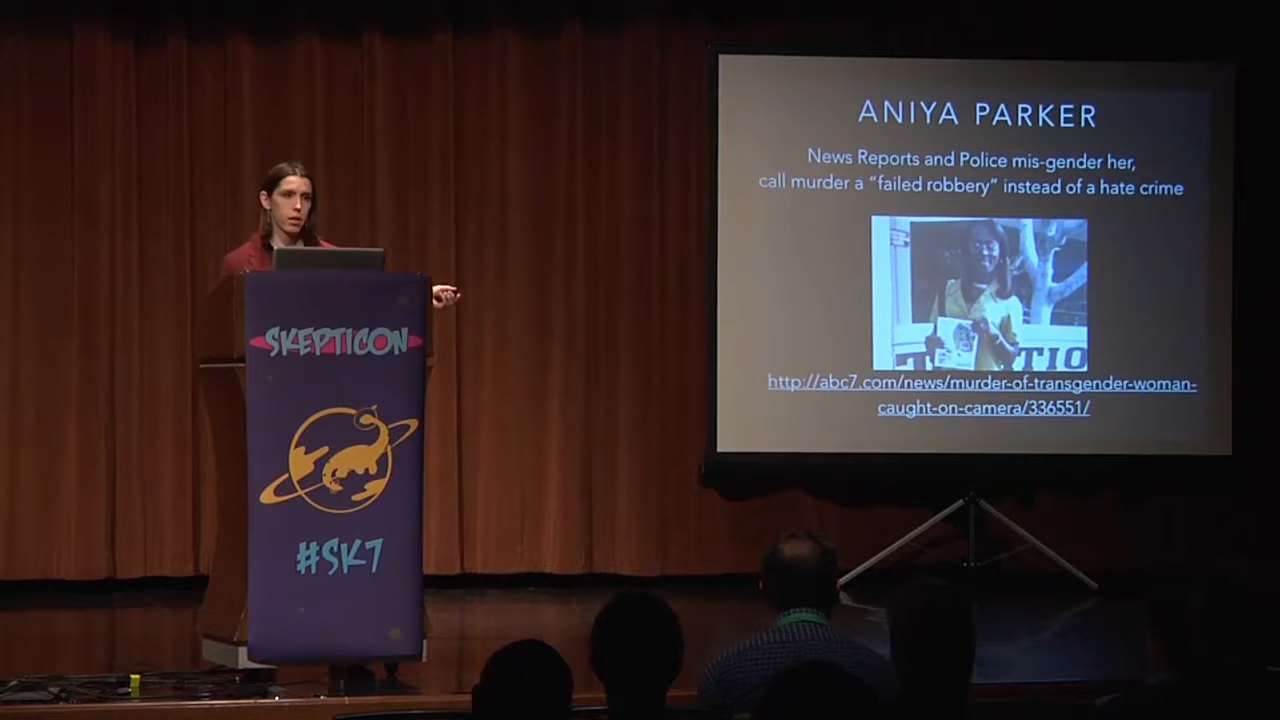 ANIYA PARKER
News Reports and Police mis-gender her,
call murder a “failed robbery” instead of a hate crime
http://abc7.com/news/murder-of-transgender-woman-
caught-on-camera/336551/
SKEPTICON
#SK7